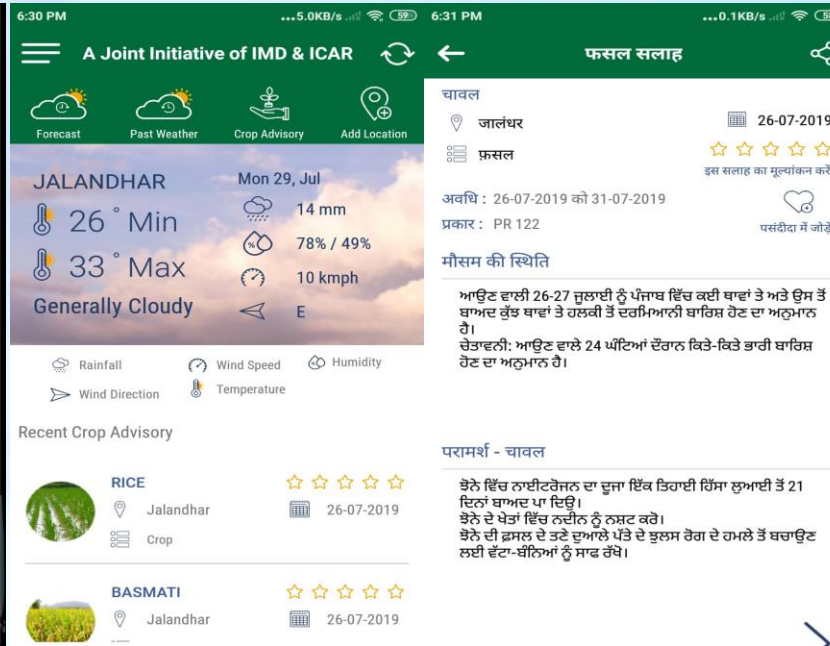 6:30 PM
...5.0KB/s
59
A Joint Initiative of IMD & ICAR
Forecast
Past Weather
Crop Advisory
Add Location
JALANDHAR
Mon 29, Jul
26 ° Min
14 mm
78% / 49%
33 ° Max
10 kmph
Generally Cloudy
E
Rainfall
Wind Speed
Humidity
Wind Direction
Temperature
Recent Crop Advisory
RICE
Jalandhar
26-07-2019
Crop
BASMATI
Jalandhar
26-07-2019
6:31 PM
...0.1KB/s
फसल सलाह
चावल
जालंधर
26-07-2019
फ़सल
इस सलाह का मूल्यांकन करें
अवधि : 26-07-2019 को 31-07-2019
प्रकार : PR 122
पसंदीदा में जोड़ें
मौसम की स्थिति
ਆਉਣ ਵਾਲੀ 26-27 ਜੁਲਾਈ ਨੂੰ ਪੰਜਾਬ ਵਿੱਚ ਕਈ ਥਾਵਾਂ ਤੇ ਅਤੇ ਉਸ ਤੋਂ
ਬਾਅਦ ਕੁੱਝ ਥਾਵਾਂ ਤੇ ਹਲਕੀ ਤੋਂ ਦਰਮਿਆਨੀ ਬਾਰਿਸ਼ ਹੋਣ ਦਾ ਅਨੁਮਾਨ
ਹੈ।
ਚੇਤਾਵਨੀ: ਆਉਣ ਵਾਲੇ 24 ਘੰਟਿਆਂ ਦੌਰਾਨ ਕਿਤੇ-ਕਿਤੇ ਭਾਰੀ ਬਾਰਿਸ਼
ਹੋਣ ਦਾ ਅਨੁਮਾਨ ਹੈ।
परामर्श - चावल
ਝੋਨੇ ਵਿੱਚ ਨਾਈਟਰੋਜਨ ਦਾ ਦੂਜਾ ਇੱਕ ਤਿਹਾਈ ਹਿੱਸਾ ਲੁਆਈ ਤੋਂ 21
ਦਿਨਾਂ ਬਾਅਦ ਪਾ ਦਿਉ।
ਝੋਨੇ ਦੇ ਖੇਤਾਂ ਵਿੱਚ ਨਦੀਨ ਨੂੰ ਨਸ਼ਟ ਕਰੋ।
ਝੋਨੇ ਦੀ ਫ਼ਸਲ ਦੇ ਤਣੇ ਦੁਆਲੇ ਪੱਤੇ ਦੇ ਝੁਲਸ ਰੋਗ ਦੇ ਹਮਲੇ ਤੋਂ ਬਚਾਉਣ
ਲਈ ਵੱਟਾ-ਬੰਨਿਆਂ ਨੂੰ ਸਾਫ ਰੱਖੋ।